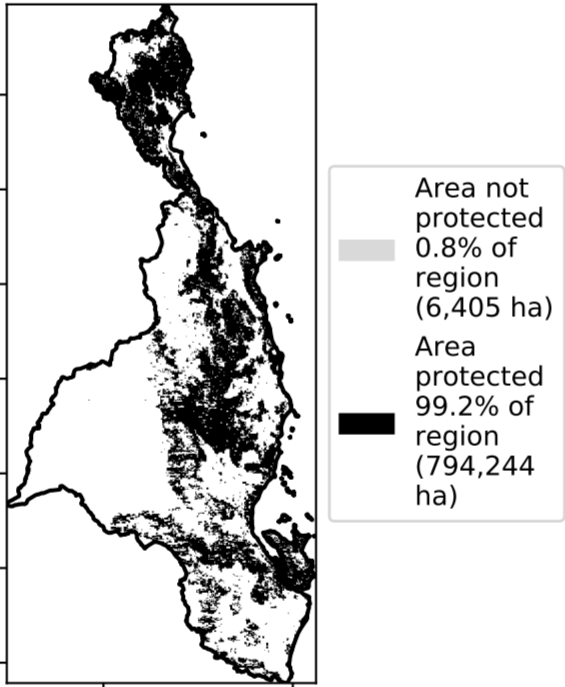 Area not
protected
0.8% of
region
(6,405 ha)
Area
protected
99.2% of
region
(794,244
ha)